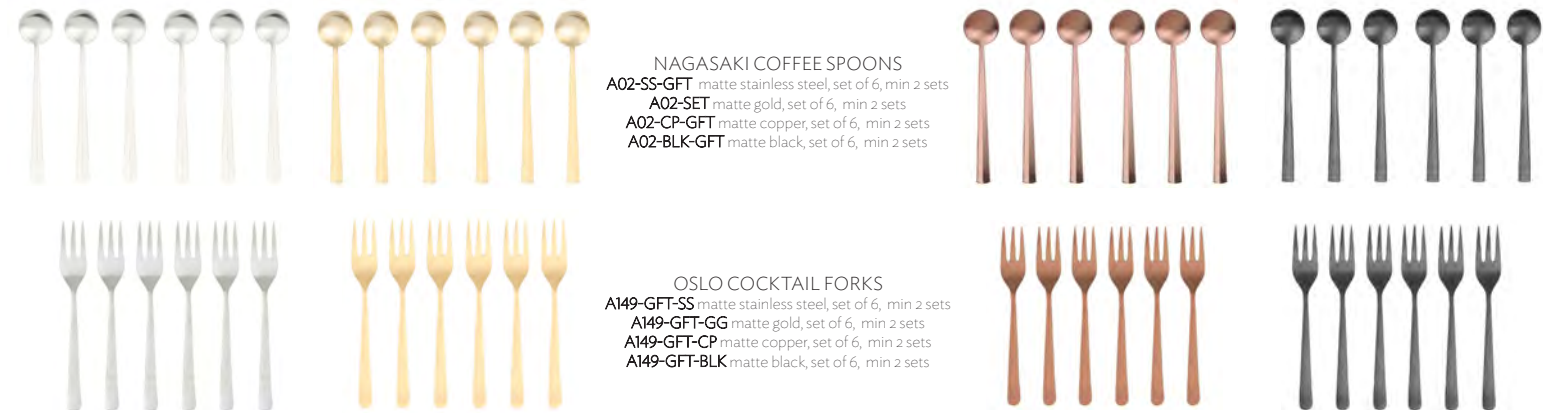 NAGASAKI COFFEE SPOONS
A02-SS-GFT matte stainless steel, set of 6, min 2 sets
A02-SET matte gold, set of 6, min 2 sets
A02-CP-GFT matte copper, set of 6, min 2 sets
A02-BLK-GFT matte black, set of 6, min 2 sets
OSLO COCKTAIL FORKS
A149-GFT-SS matte stainless steel, set of 6, min 2 sets
A149-GFT-GG matte gold, set of 6, min 2 sets
A149-GFT-CP matte copper, set of 6, min 2 sets
A149-GFT-BLK matte black, set of 6, min 2 sets